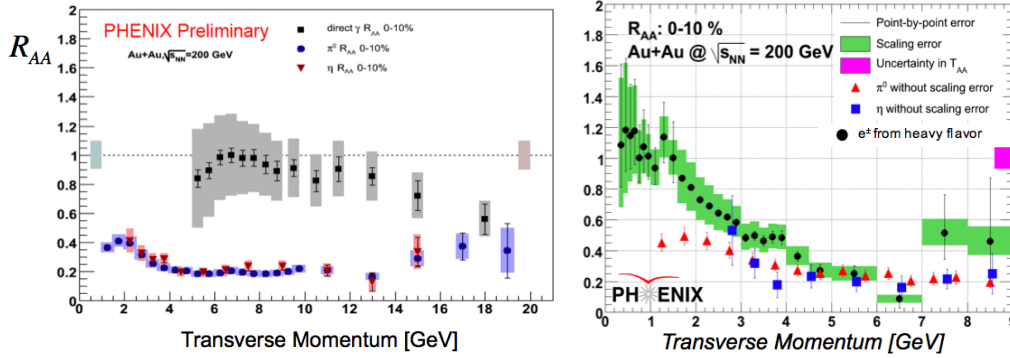 R_AA
PHENIX Preliminary
Au+Au,√s_NN=200 GeV
direct γ R_AA 0-10%
π⁰ R_AA 0-10%
η R_AA 0-10%
2
1.8
1.6
1.4
1.2
1
0.8
0.6
0.4
0.2
0
0 2 4 6 8 10 12 14 16 18 20
Transverse Momentum [GeV]
R_AA: 0-10 %
Au+Au @ √s_NN = 200 GeV
Point-by-point error
Scaling error
Uncertainty in T_AA
π⁰ without scaling error
η without scaling error
e± from heavy flavor
2
1.8
1.6
1.4
1.2
1
0.8
0.6
0.4
0.2
0
PHENIX
0 1 2 3 4 5 6 7 8 9
Transverse Momentum [GeV]